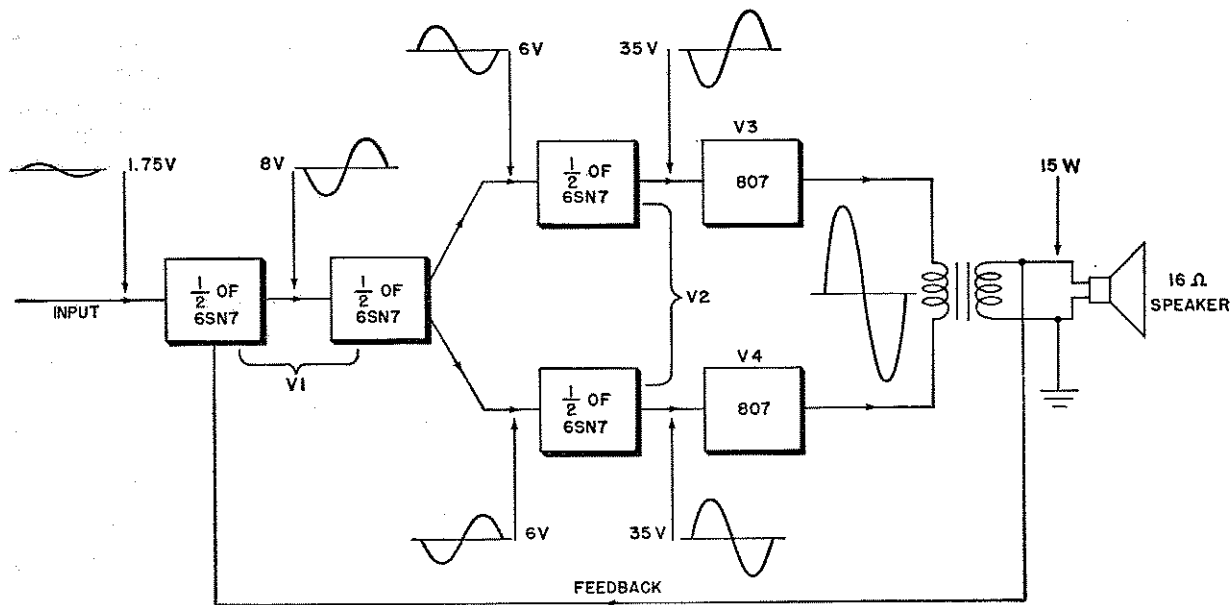 6V
35V
V3
1.75V
8V
1/2 OF
6SN7
807
15W
INPUT
1/2 OF
6SN7
1/2 OF
6SN7
V1
V2
16 Ω
SPEAKER
V4
1/2 OF
6SN7
807
6V
35V
FEEDBACK